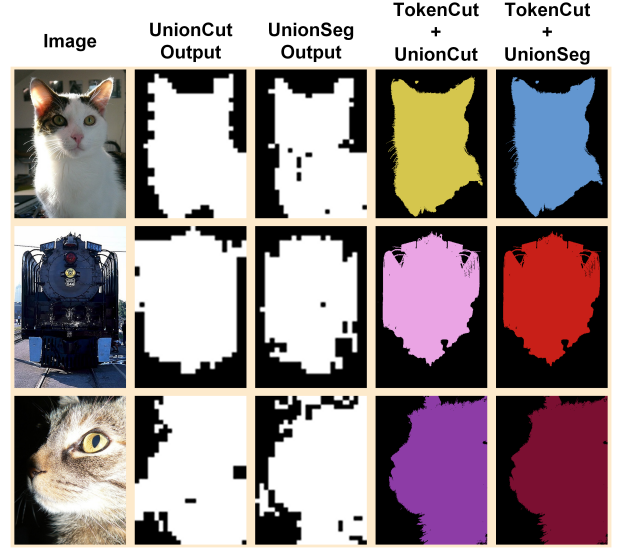 Image
UnionCut
Output
UnionSeg
Output
TokenCut
+
UnionCut
TokenCut
+
UnionSeg